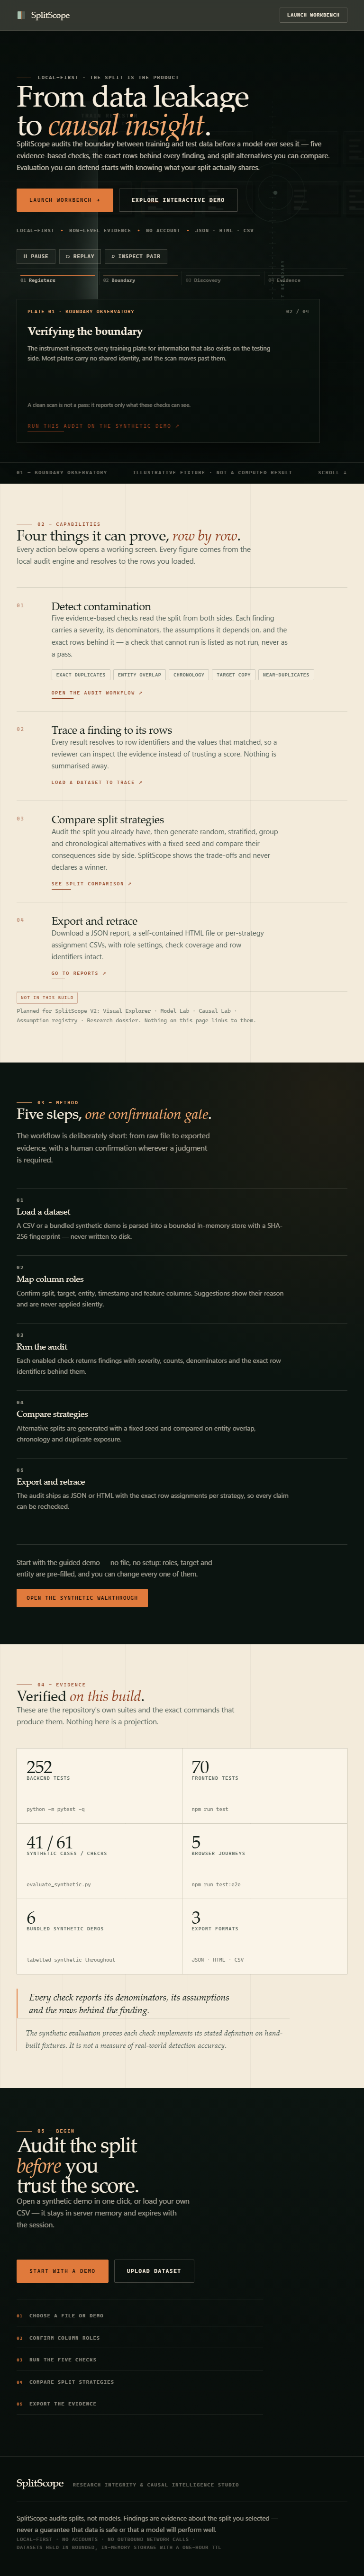 SplitScope
LAUNCH WORKBENCH
LOCAL-FIRST · THE SPLIT IS THE PRODUCT
From data leakage
to causal insight.
SplitScope audits the boundary between training and test data before a model ever sees it — five
evidence-based checks, the exact rows behind every finding, and split alternatives you can compare.
Evaluation you can defend starts with knowing what your split actually shares.
LAUNCH WORKBENCH →
EXPLORE INTERACTIVE DEMO
LOCAL-FIRST • ROW-LEVEL EVIDENCE • NO ACCOUNT • JSON · HTML · CSV
PAUSE
↻ REPLAY
INSPECT PAIR
01 Registers
02 Boundary
03 Discovery
04 Evidence
PLATE 01 · BOUNDARY OBSERVATORY
02 / 04
Verifying the boundary
The instrument inspects every training plate for information that also exists on the testing
side. Most plates carry no shared identity, and the scan moves past them.
A clean scan is not a pass: it reports only what these checks can see.
RUN THIS AUDIT ON THE SYNTHETIC DEMO ↗
01 — BOUNDARY OBSERVATORY
ILLUSTRATIVE FIXTURE · NOT A COMPUTED RESULT
SCROLL ↓
02 — CAPABILITIES
Four things it can prove, row by row.
Every action below opens a working screen. Every figure comes from the
local audit engine and resolves to the rows you loaded.
01
Detect contamination
Five evidence-based checks read the split from both sides. Each finding
carries a severity, its denominators, the assumptions it depends on, and the
exact rows behind it — a check that cannot run is listed as not run, never as
a pass.
EXACT DUPLICATES
ENTITY OVERLAP
CHRONOLOGY
TARGET COPY
NEAR-DUPLICATES
OPEN THE AUDIT WORKFLOW ↗
02
Trace a finding to its rows
Every result resolves to row identifiers and the values that matched, so a
reviewer can inspect the evidence instead of trusting a score. Nothing is
summarised away.
LOAD A DATASET TO TRACE ↗
03
Compare split strategies
Audit the split you already have, then generate random, stratified, group
and chronological alternatives with a fixed seed and compare their
consequences side by side. SplitScope shows the trade-offs and never
declares a winner.
SEE SPLIT COMPARISON ↗
04
Export and retrace
Download a JSON report, a self-contained HTML file or per-strategy
assignment CSVs, with role settings, check coverage and row
identifiers intact.
GO TO REPORTS ↗
NOT IN THIS BUILD
Planned for SplitScope V2: Visual Explorer · Model Lab · Causal Lab ·
Assumption registry · Research dossier. Nothing on this page links to them.
03 — METHOD
Five steps, one confirmation gate.
The workflow is deliberately short: from raw file to exported
evidence, with a human confirmation wherever a judgment
is required.
01
Load a dataset
A CSV or a bundled synthetic demo is parsed into a bounded in-memory store with a SHA-
256 fingerprint — never written to disk.
02
Map column roles
Confirm split, target, entity, timestamp and feature columns. Suggestions show their reason
and are never applied silently.
03
Run the audit
Each enabled check returns findings with severity, counts, denominators and the exact row
identifiers behind them.
04
Compare strategies
Alternative splits are generated with a fixed seed and compared on entity overlap,
chronology and duplicate exposure.
05
Export and retrace
The audit ships as JSON or HTML with the exact row assignments per strategy, so every claim
can be rechecked.
Start with the guided demo — no file, no setup: roles, target and
entity are pre-filled, and you can change every one of them.
OPEN THE SYNTHETIC WALKTHROUGH
04 — EVIDENCE
Verified on this build.
These are the repository's own suites and the exact commands that
produce them. Nothing here is a projection.
252
BACKEND TESTS
python -m pytest -q
70
FRONTEND TESTS
npm run test
41 / 61
SYNTHETIC CASES / CHECKS
evaluate_synthetic.py
5
BROWSER JOURNEYS
npm run test:e2e
6
BUNDLED SYNTHETIC DEMOS
labelled synthetic throughout
3
EXPORT FORMATS
JSON · HTML · CSV
Every check reports its denominators, its assumptions
and the rows behind the finding.
The synthetic evaluation proves each check implements its stated definition on hand-
built fixtures. It is not a measure of real-world detection accuracy.
05 — BEGIN
Audit the split
before you
trust the score.
Open a synthetic demo in one click, or load your own
CSV — it stays in server memory and expires with
the session.
START WITH A DEMO
UPLOAD DATASET
01 CHOOSE A FILE OR DEMO
02 CONFIRM COLUMN ROLES
03 RUN THE FIVE CHECKS
04 COMPARE SPLIT STRATEGIES
05 EXPORT THE EVIDENCE
SplitScope RESEARCH INTEGRITY & CAUSAL INTELLIGENCE STUDIO
SplitScope audits splits, not models. Findings are evidence about the split you selected —
never a guarantee that data is safe or that a model will perform well.
LOCAL-FIRST · NO ACCOUNTS · NO OUTBOUND NETWORK CALLS ·
DATASETS HELD IN BOUNDED, IN-MEMORY STORAGE WITH A ONE-HOUR TTL